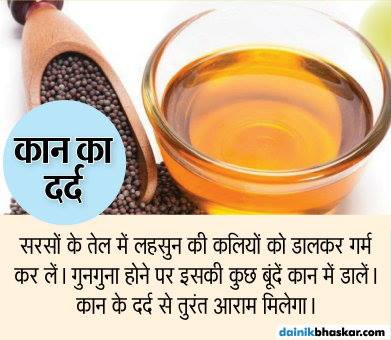 कान का
दर्द
सरसों के तेल में लहसुन की कलियों को डालकर गर्म
कर लें। गुनगुना होने पर इसकी कुछ बूंदें कान में डालें।
कान के दर्द से तुरंत आराम मिलेगा।
dainikbhaskar.com